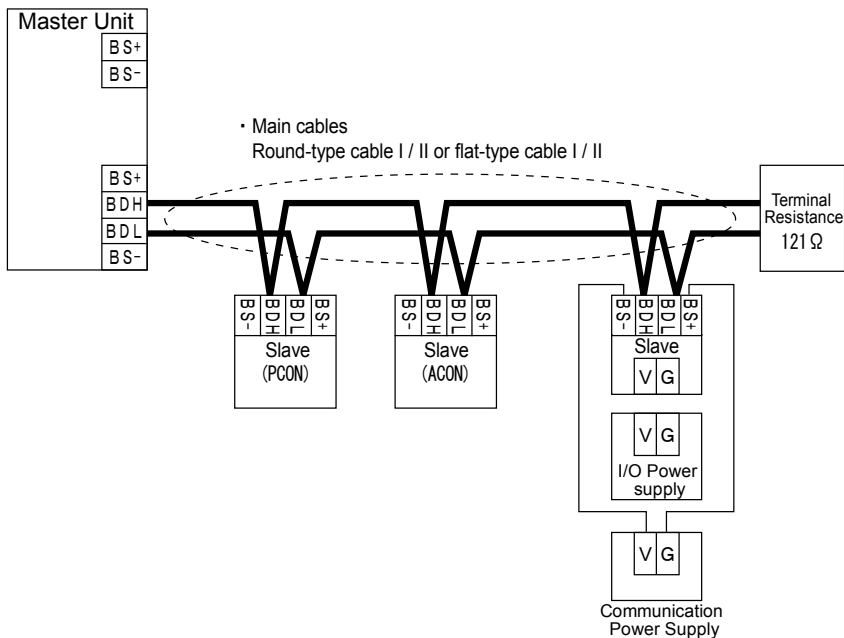 Master Unit
BS+
BS-
・Main cables
Round-type cable I / II or flat-type cable I / II
BS+
BDH
BDL
BS-
Terminal
Resistance
121Ω
BS- BDH BDL BS+
Slave
(PCON)
BS- BDH BDL BS+
Slave
(ACON)
BS- BDH BDL BS+
Slave
V G
V G
I/O Power
supply
V G
Communication
Power Supply